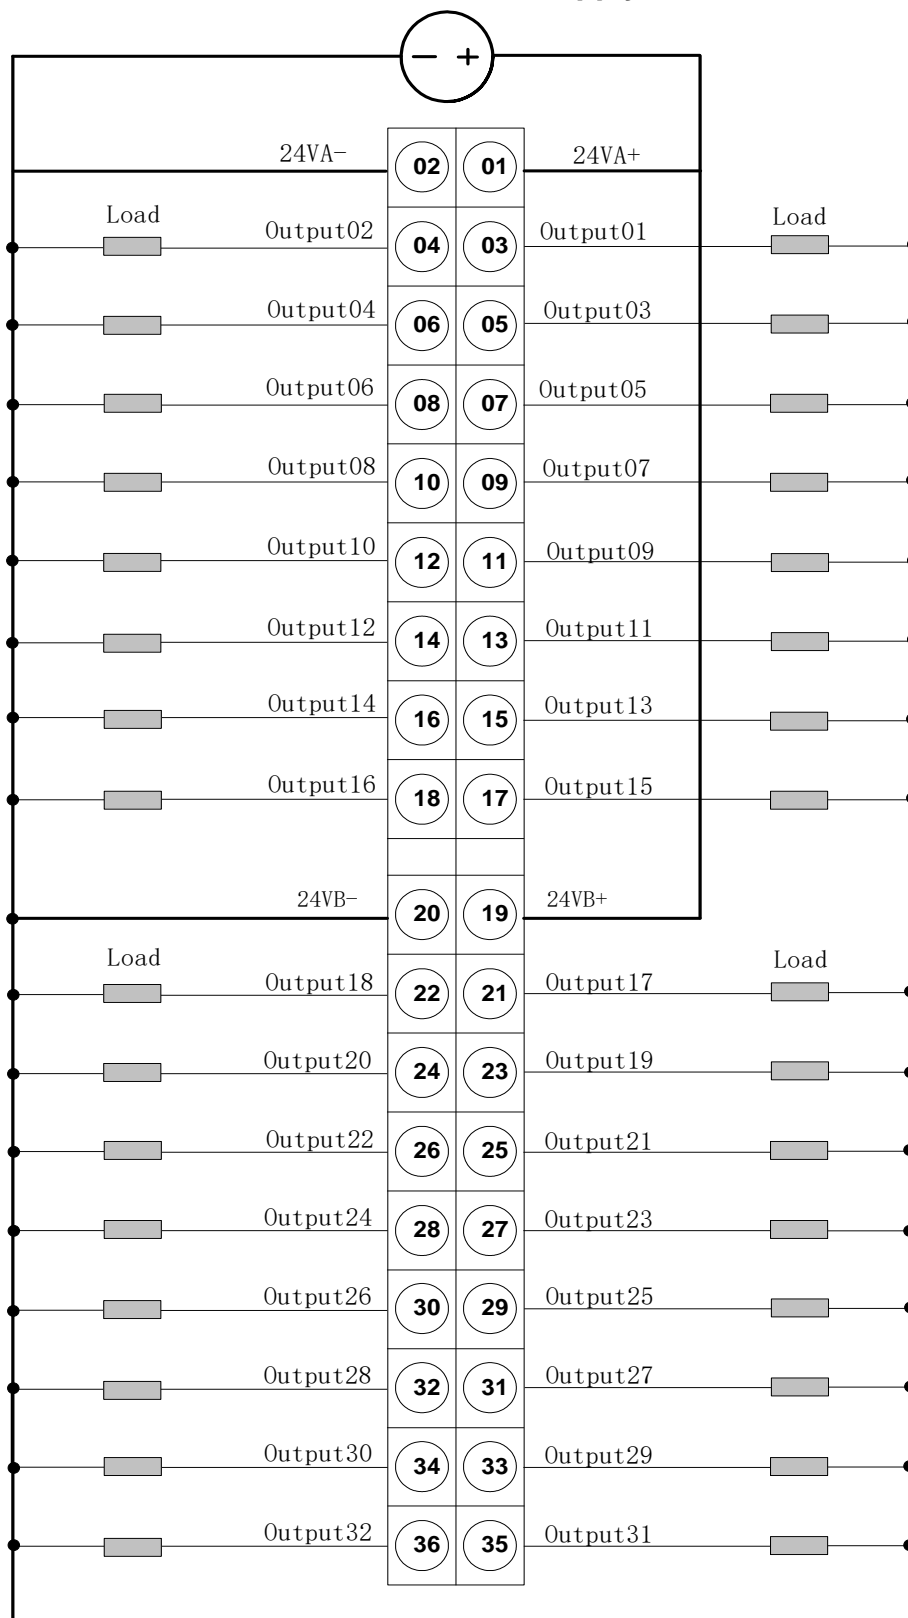 − +
24VA- 02 01 24VA+
Load Output02 04 03 Output01 Load
Output04 06 05 Output03
Output06 08 07 Output05
Output08 10 09 Output07
Output10 12 11 Output09
Output12 14 13 Output11
Output14 16 15 Output13
Output16 18 17 Output15
24VB- 20 19 24VB+
Load Output18 22 21 Output17 Load
Output20 24 23 Output19
Output22 26 25 Output21
Output24 28 27 Output23
Output26 30 29 Output25
Output28 32 31 Output27
Output30 34 33 Output29
Output32 36 35 Output31